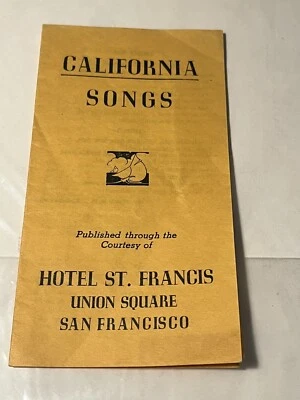 CALIFORNIA
SONGS
Published through the
Courtesy of
HOTEL ST. FRANCIS
UNION SQUARE
SAN FRANCISCO